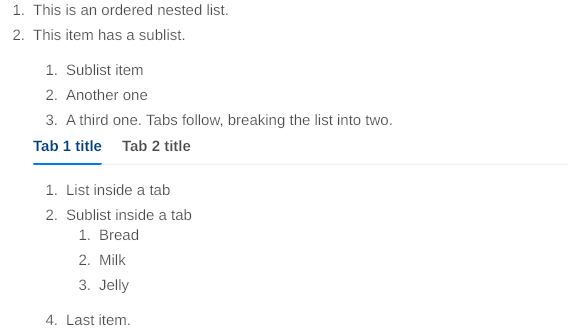 1. This is an ordered nested list.
2. This item has a sublist.
1. Sublist item
2. Another one
3. A third one. Tabs follow, breaking the list into two.
Tab 1 title Tab 2 title
1. List inside a tab
2. Sublist inside a tab
1. Bread
2. Milk
3. Jelly
4. Last item.